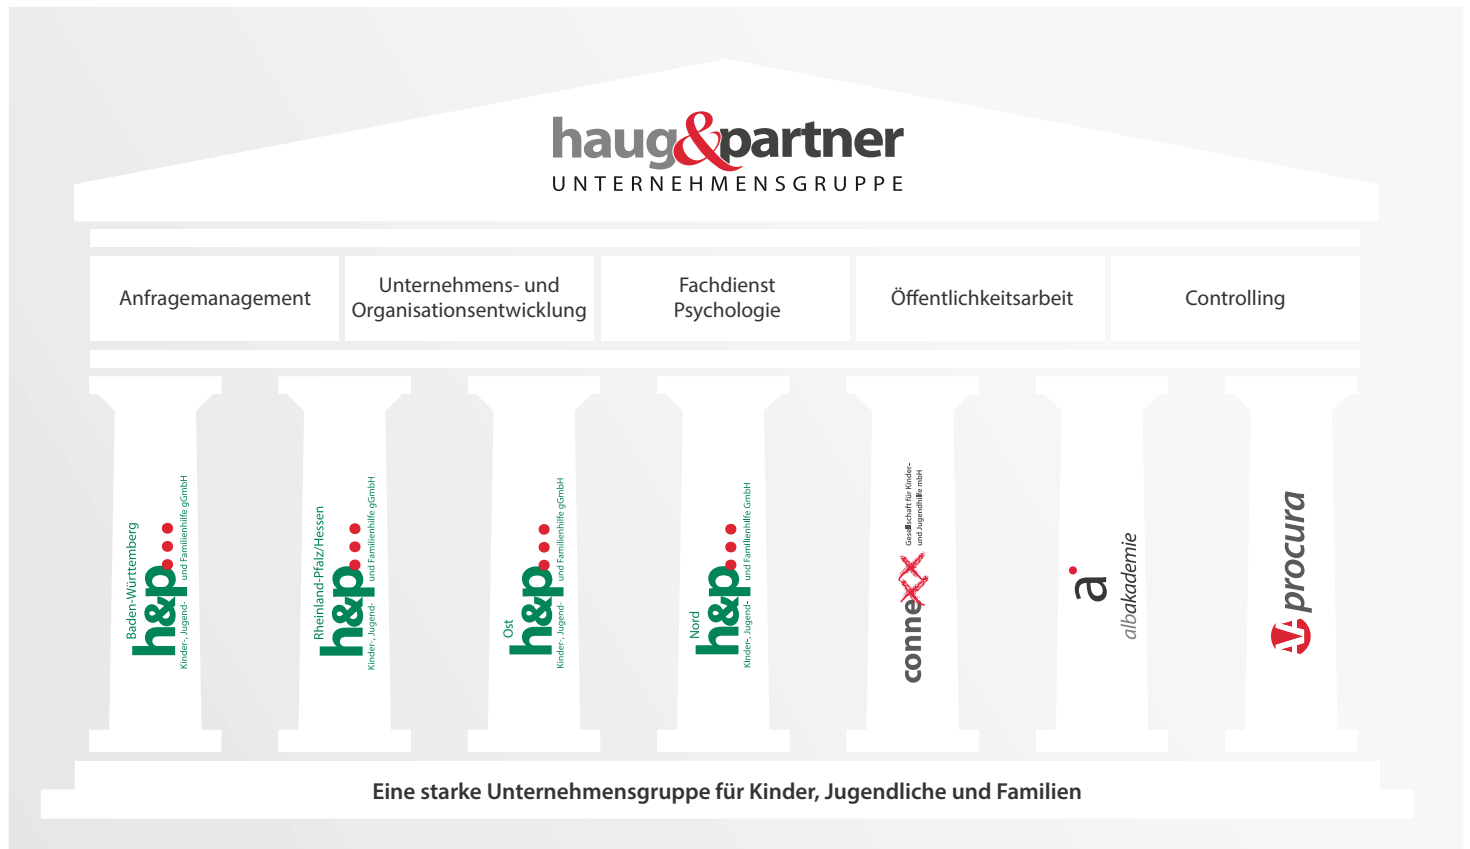 haug&partner
UNTERNEHMENSGRUPPE
Anfragemanagement
Unternehmens- und
Organisationsentwicklung
Fachdienst
Psychologie
Öffentlichkeitsarbeit
Controlling
Baden-Württemberg
h&p...
Kinder-, Jugend- und Familienhilfe gGmbH
Rheinland-Pfalz/Hessen
h&p...
Kinder-, Jugend- und Familienhilfe gGmbH
Ost
h&p...
Kinder-, Jugend- und Familienhilfe gGmbH
Nord
h&p...
Kinder-, Jugend- und Familienhilfe GmbH
connexx
Gesellschaft für Kinder-
und Jugendhilfe mbH
a
albakademie
procura
Eine starke Unternehmensgruppe für Kinder, Jugendliche und Familien